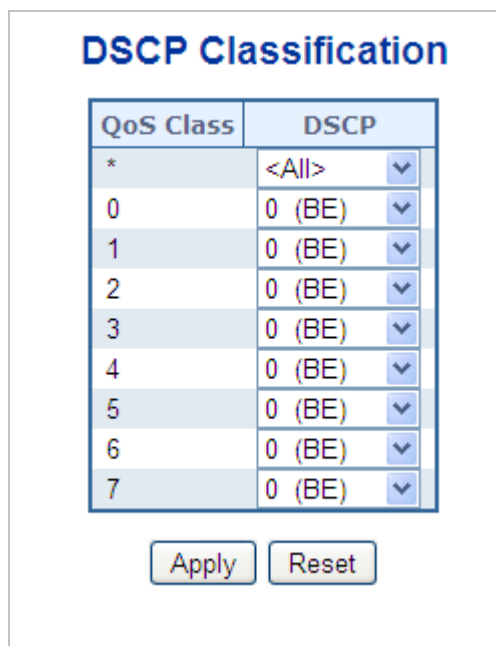 DSCP Classification
QoS Class DSCP
* <All>
0 0 (BE)
1 0 (BE)
2 0 (BE)
3 0 (BE)
4 0 (BE)
5 0 (BE)
6 0 (BE)
7 0 (BE)
Apply Reset